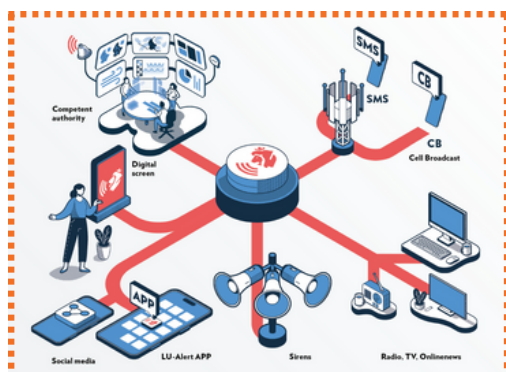 SMS
CB
Competent
authority
SMS
CB
Cell Broadcast
Digital
screen
APP
Social media
LU-Alert APP
Sirens
Radio, TV, Onlinenews